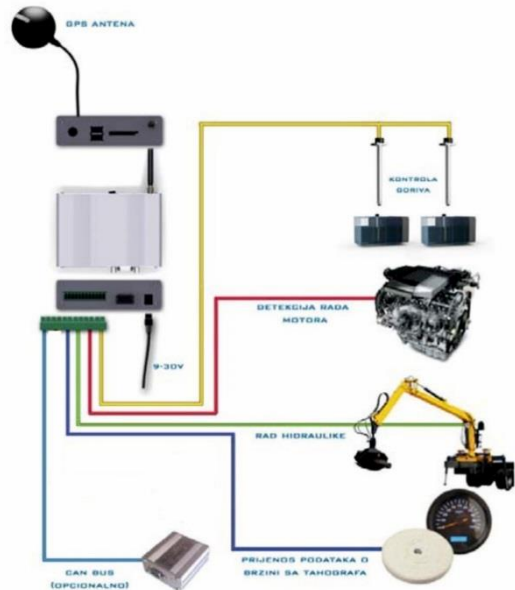 GPS ANTENA
KONTROLA
GORIVA
DETEKCIJA RADA
MOTORA
9-30V
RAD HIDRAULIKE
CAN BUS
(OPCIONALNO)
PRIJENOS PODATAKA O
BRZINI SA TAHOGRAFA